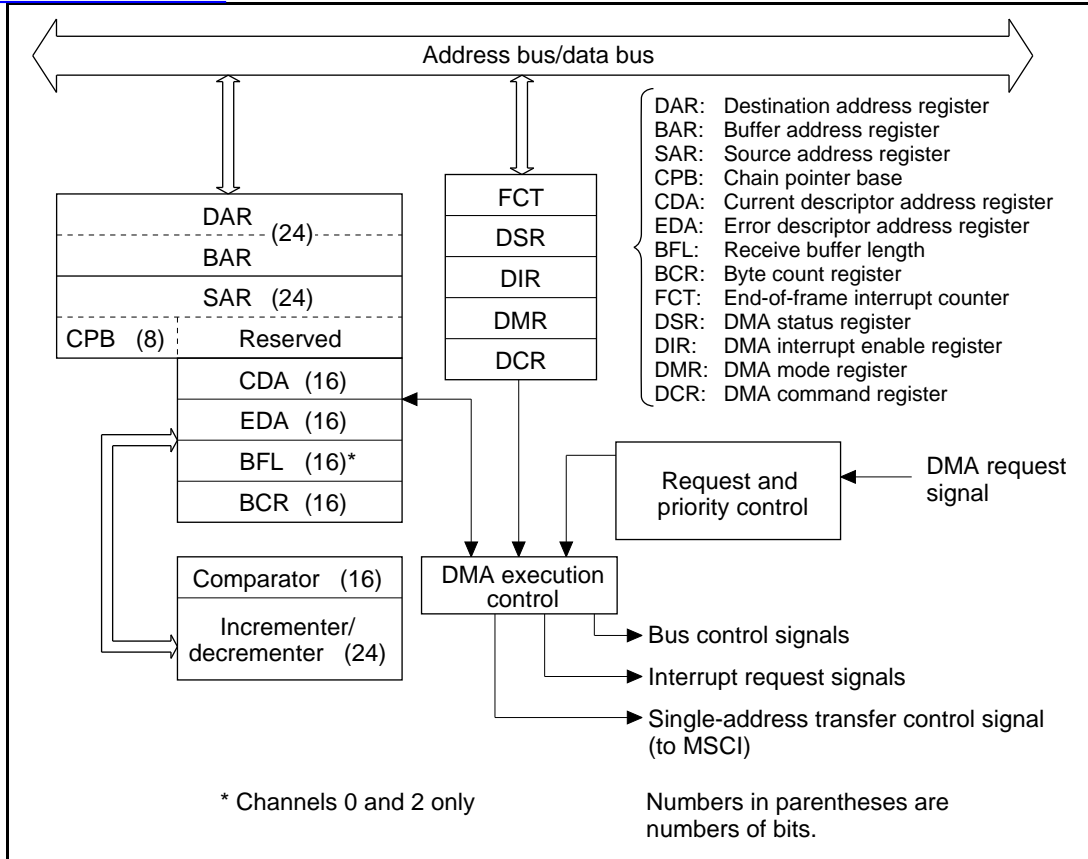 Address bus/data bus
DAR: Destination address register
BAR: Buffer address register
SAR: Source address register
CPB: Chain pointer base
CDA: Current descriptor address register
EDA: Error descriptor address register
BFL: Receive buffer length
BCR: Byte count register
FCT: End-of-frame interrupt counter
DSR: DMA status register
DIR: DMA interrupt enable register
DMR: DMA mode register
DCR: DMA command register
DAR
(24)
BAR
SAR (24)
CPB (8) Reserved
CDA (16)
EDA (16)
BFL (16)*
BCR (16)
Comparator (16)
Incrementer/
decrementer (24)
FCT
DSR
DIR
DMR
DCR
Request and
priority control
DMA request
signal
DMA execution
control
Bus control signals
Interrupt request signals
Single-address transfer control signal
(to MSCI)
* Channels 0 and 2 only
Numbers in parentheses are
numbers of bits.